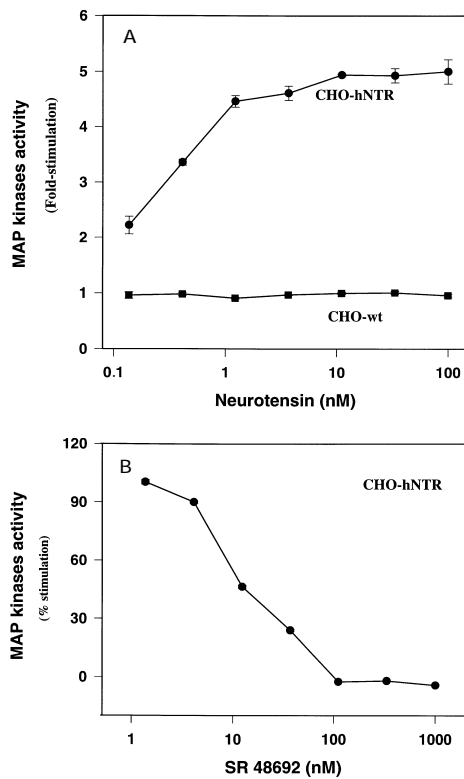 A
6
5
4
3
2
1
0
MAP kinases activity
(Fold-stimulation)
CHO-hNTR
CHO-wt
0.1 1 10 100
Neurotensin (nM)
B
120
90
60
30
0
MAP kinases activity
(% stimulation)
CHO-hNTR
1 10 100 1000
SR 48692 (nM)